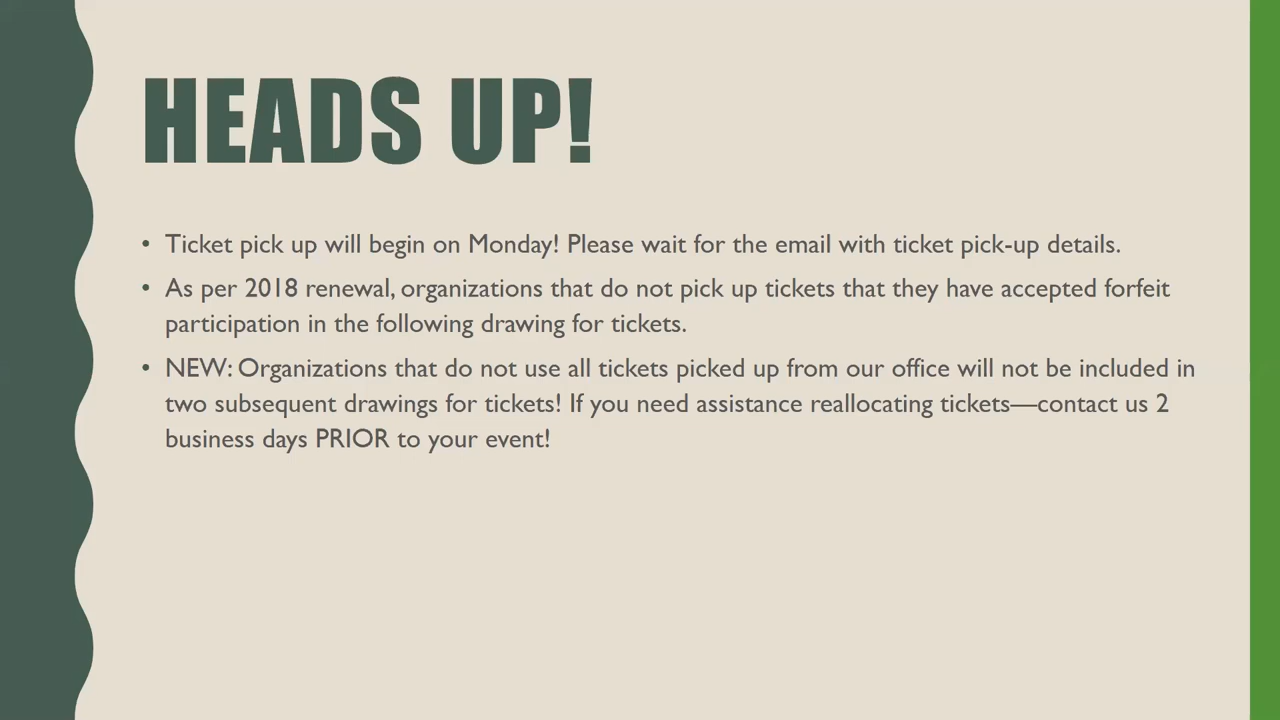 HEADS UP!
• Ticket pick up will begin on Monday! Please wait for the email with ticket pick-up details.
• As per 2018 renewal, organizations that do not pick up tickets that they have accepted forfeit
participation in the following drawing for tickets.
• NEW: Organizations that do not use all tickets picked up from our office will not be included in
two subsequent drawings for tickets! If you need assistance reallocating tickets—contact us 2
business days PRIOR to your event!